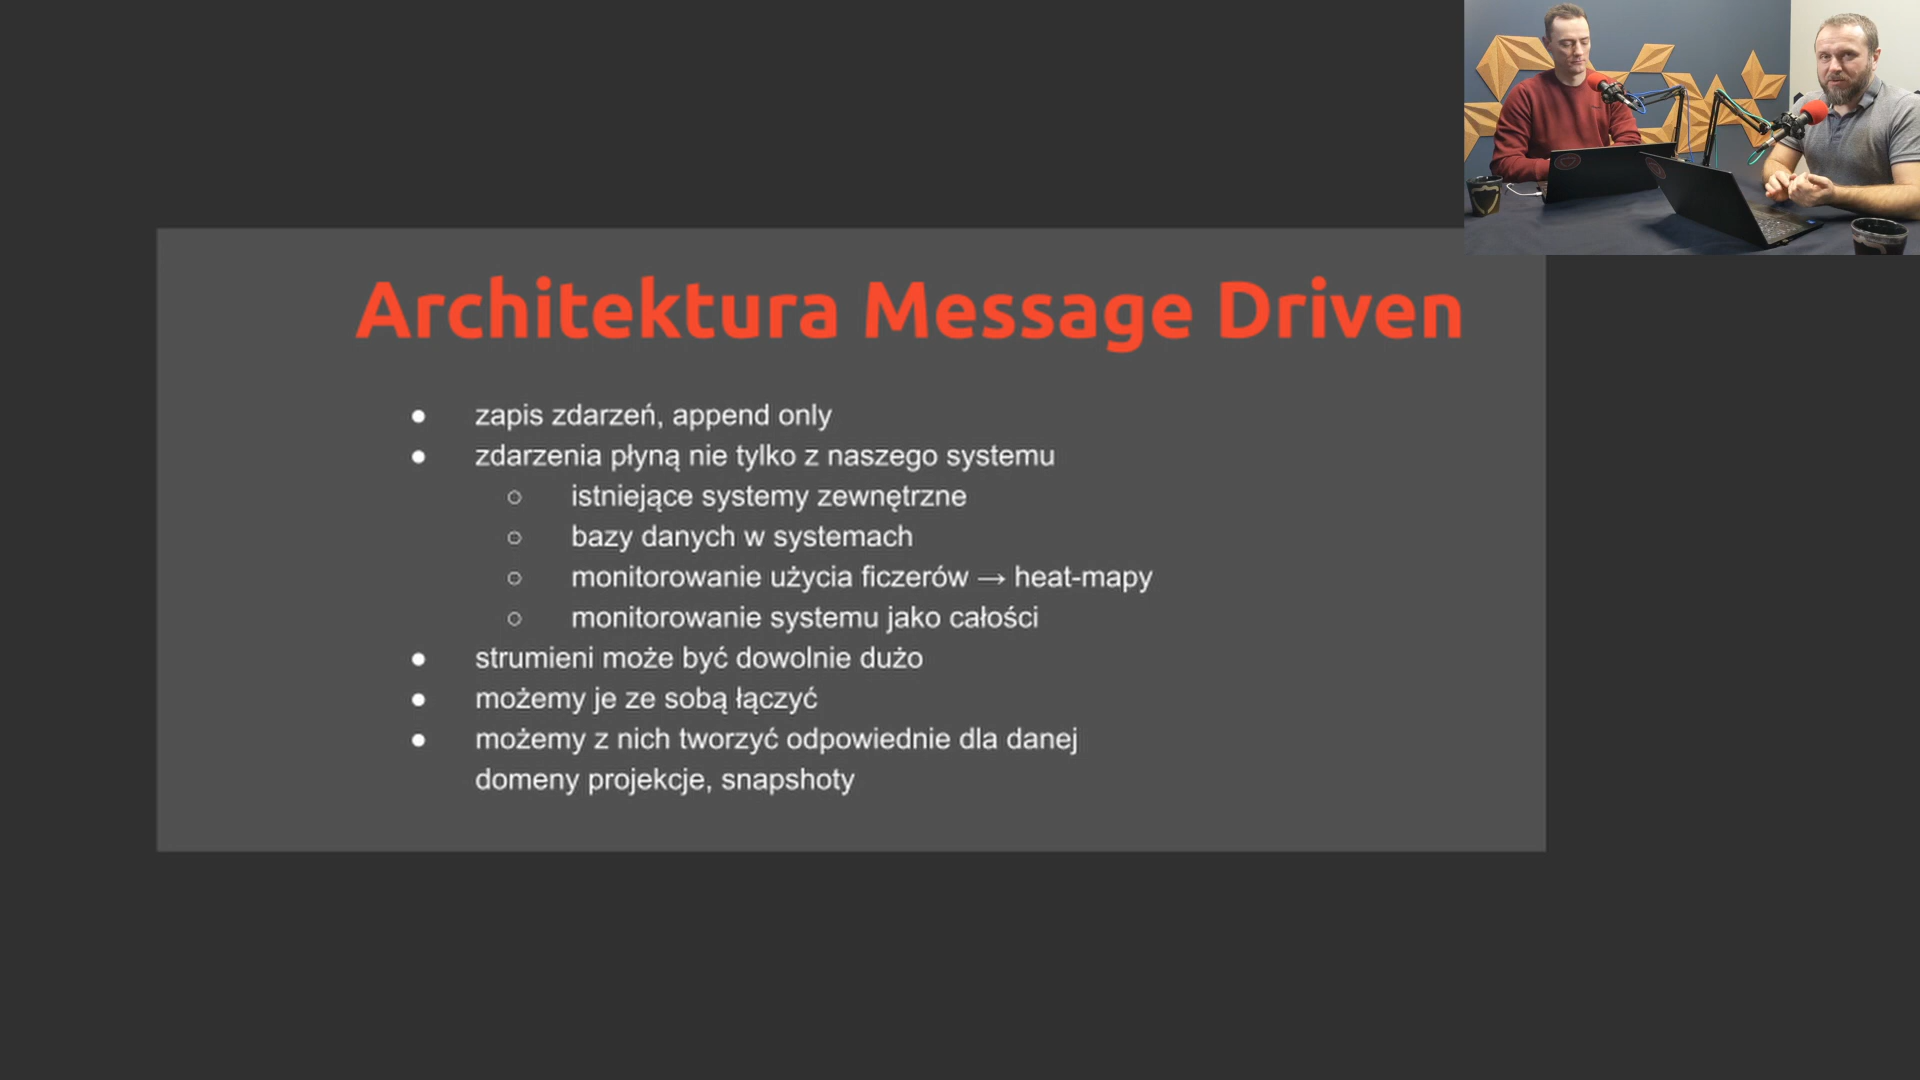 Architektura Message Driven
● zapis zdarzeń, append only
● zdarzenia płyną nie tylko z naszego systemu
○ istniejące systemy zewnętrzne
○ bazy danych w systemach
○ monitorowanie użycia ficzerów → heat-mapy
○ monitorowanie systemu jako całości
● strumieni może być dowolnie dużo
● możemy je ze sobą łączyć
● możemy z nich tworzyć odpowiednie dla danej
domeny projekcje, snapshoty